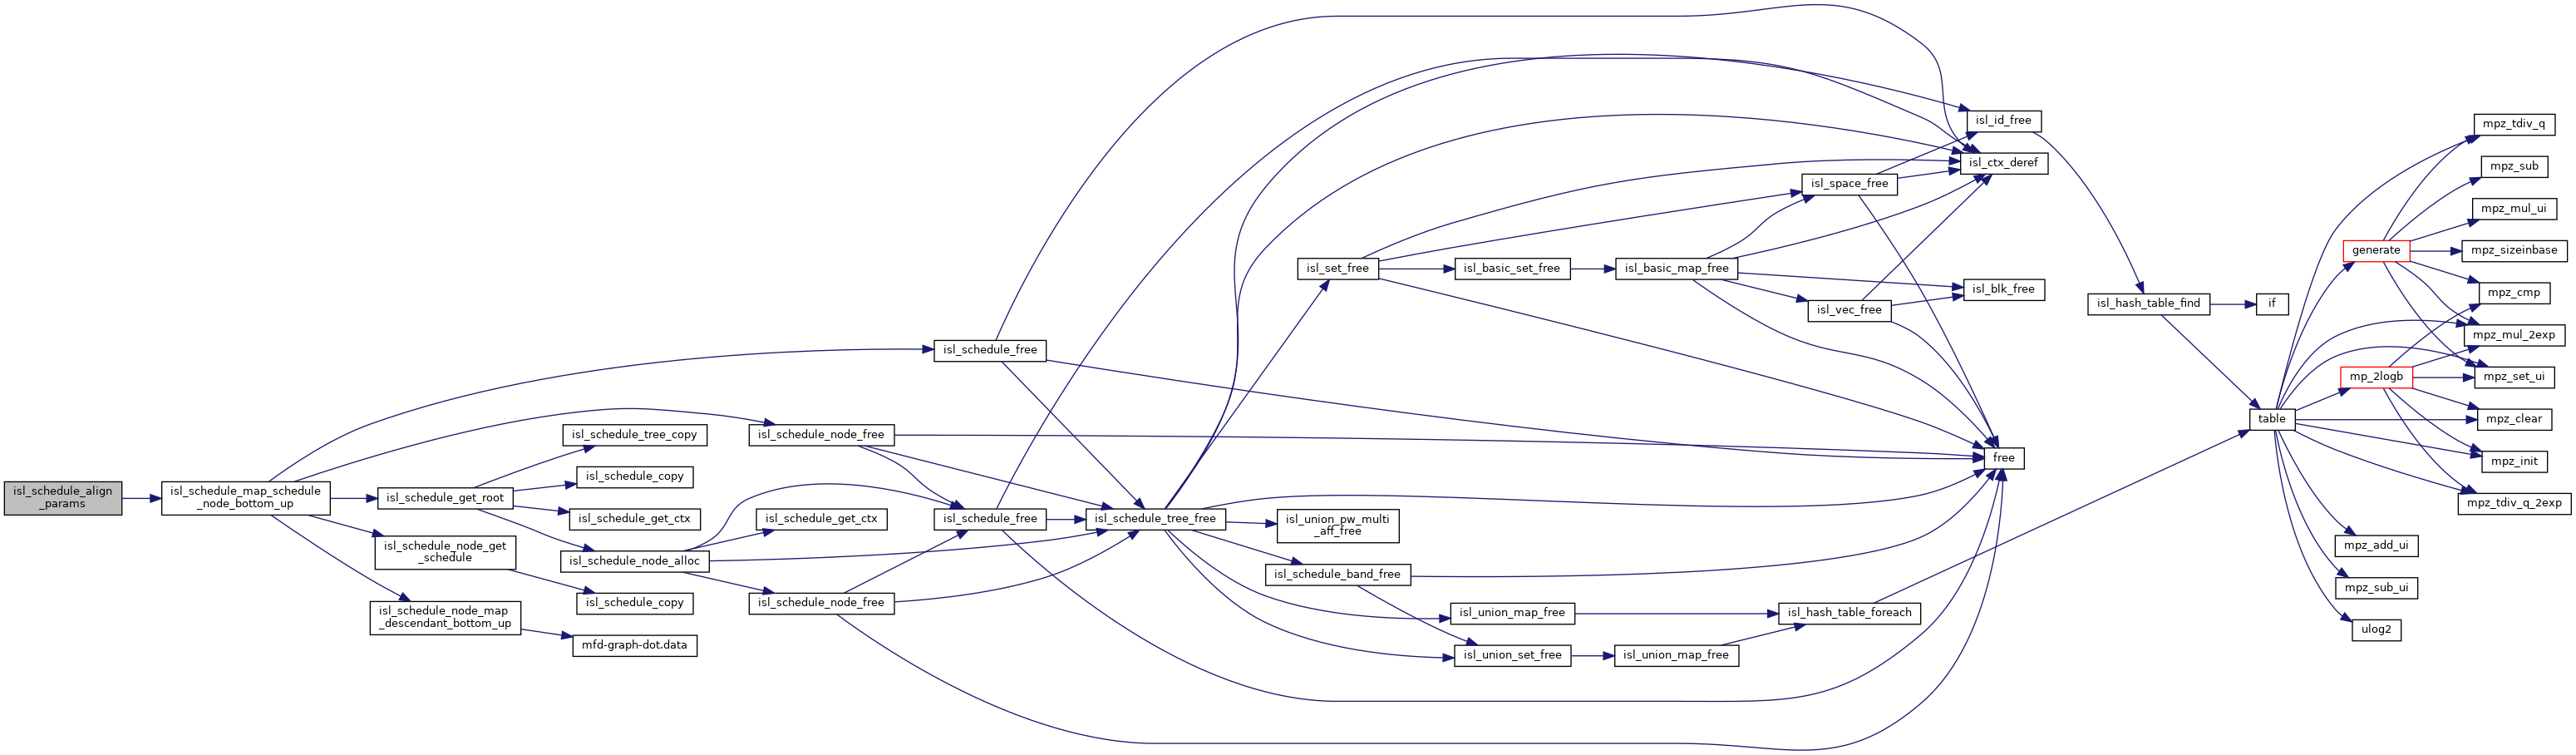 isl_schedule_align
_params
isl_schedule_map_schedule
_node_bottom_up
isl_schedule_get_root
isl_schedule_node_get
_schedule
isl_schedule_node_map
_descendant_bottom_up
isl_schedule_tree_copy
isl_schedule_copy
isl_schedule_get_ctx
isl_schedule_node_alloc
isl_schedule_copy
mfd-graph-dot.data
isl_schedule_node_free
isl_schedule_get_ctx
isl_schedule_node_free
isl_schedule_free
isl_schedule_free
isl_schedule_tree_free
isl_set_free
isl_union_pw_multi
_aff_free
isl_schedule_band_free
isl_basic_set_free
isl_union_map_free
isl_union_set_free
isl_basic_map_free
isl_union_map_free
isl_space_free
isl_vec_free
isl_hash_table_foreach
isl_id_free
isl_ctx_deref
isl_blk_free
free
isl_hash_table_find
if
table
generate
mp_2logb
mpz_add_ui
mpz_sub_ui
ulog2
mpz_tdiv_q
mpz_sub
mpz_mul_ui
mpz_sizeinbase
mpz_cmp
mpz_mul_2exp
mpz_set_ui
mpz_clear
mpz_init
mpz_tdiv_q_2exp